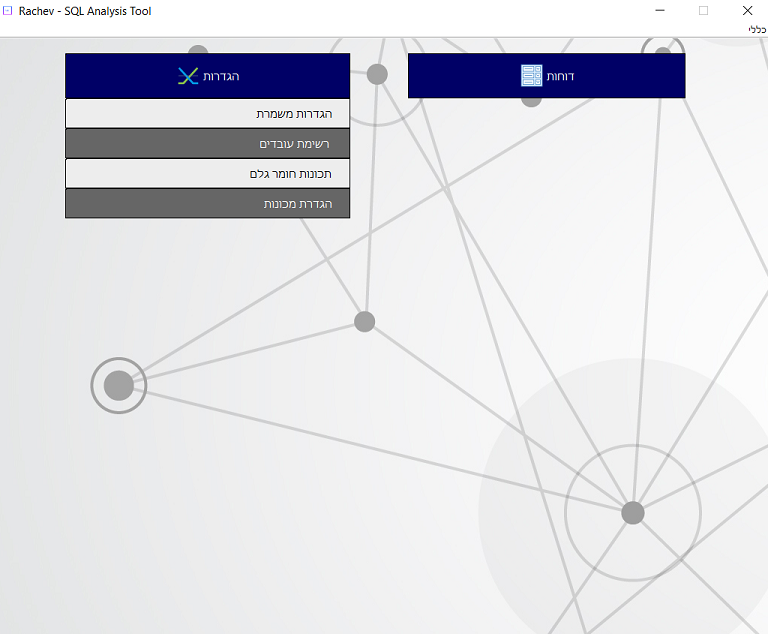 Rachev - SQL Analysis Tool
כללי
דוחות
הגדרות
הגדרות משמרת
רשימת עובדים
תכונות חומר גלם
הגדרת מכונות